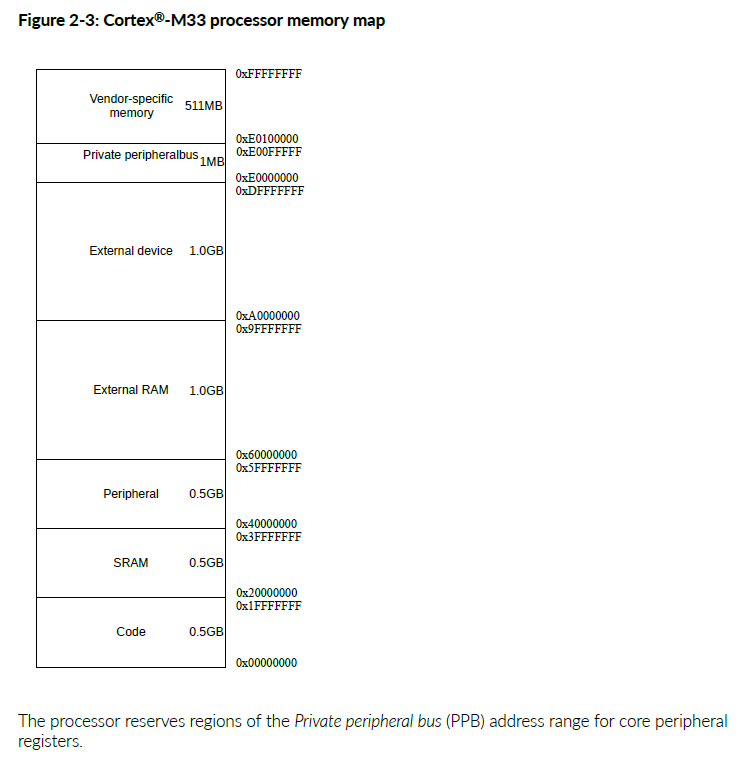 Figure 2-3: Cortex®-M33 processor memory map
0xFFFFFFFF
Vendor-specific
memory
511MB
0xE0100000
0xE00FFFFF
Private peripheralbus
1MB
0xE0000000
0xDFFFFFFF
External device 1.0GB
0xA0000000
0x9FFFFFFF
External RAM 1.0GB
0x60000000
0x5FFFFFFF
Peripheral 0.5GB
0x40000000
0x3FFFFFFF
SRAM 0.5GB
0x20000000
0x1FFFFFFF
Code 0.5GB
0x00000000
The processor reserves regions of the Private peripheral bus (PPB) address range for core peripheral
registers.